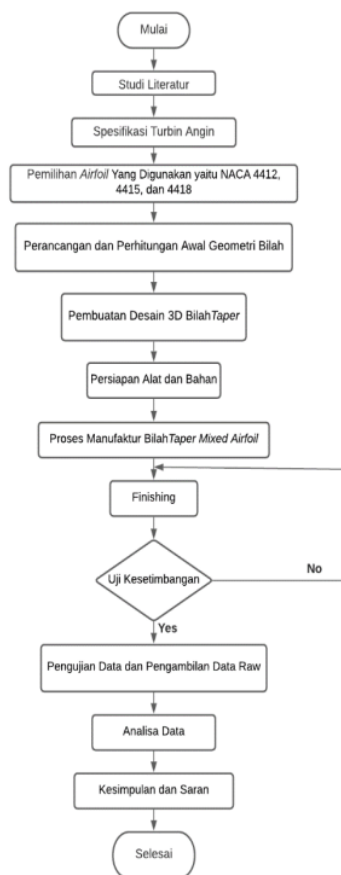 Mulai
Studi Literatur
Spesifikasi Turbin Angin
Pemilihan Airfoil Yang Digunakan yaitu NACA 4412,
4415, dan 4418
Perancangan dan Perhitungan Awal Geometri Bilah
Pembuatan Desain 3D BilahTaper
Persiapan Alat dan Bahan
Proses Manufaktur BilahTaper Mixed Airfoil
Finishing
Uji Kesetimbangan
No
Yes
Pengujian Data dan Pengambilan Data Raw
Analisa Data
Kesimpulan dan Saran
Selesai